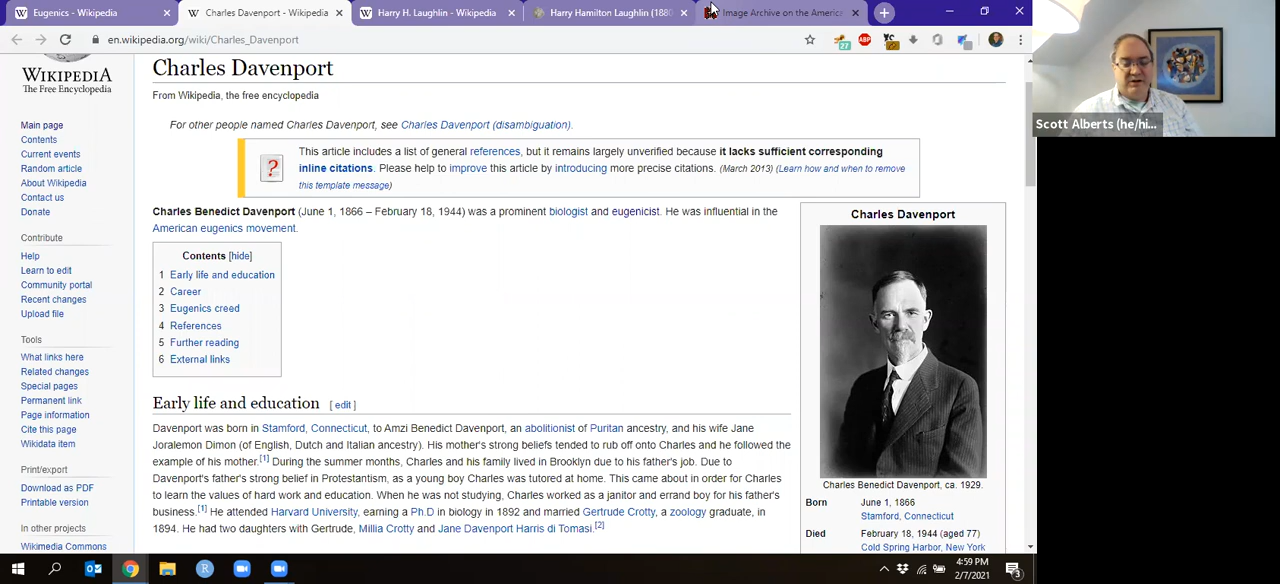 Eugenics - Wikipedia
Charles Davenport - Wikipedia
Harry H. Laughlin - Wikipedia
Harry Hamilton Laughlin (1880
Image Archive on the America
en.wikipedia.org/wiki/Charles_Davenport
27
ABP
Scott Alberts (he/hi...
WIKIPEDIA
The Free Encyclopedia
Main page
Contents
Current events
Random article
About Wikipedia
Contact us
Donate
Contribute
Help
Learn to edit
Community portal
Recent changes
Upload file
Tools
What links here
Related changes
Special pages
Permanent link
Page information
Cite this page
Wikidata item
Print/export
Download as PDF
Printable version
In other projects
Wikimedia Commons
Charles Davenport
From Wikipedia, the free encyclopedia
For other people named Charles Davenport, see Charles Davenport (disambiguation).
This article includes a list of general references, but it remains largely unverified because it lacks sufficient corresponding
inline citations. Please help to improve this article by introducing more precise citations. (March 2013) (Learn how and when to remove
this template message)
Charles Benedict Davenport (June 1, 1866 – February 18, 1944) was a prominent biologist and eugenicist. He was influential in the
American eugenics movement.
Contents [hide]
1 Early life and education
2 Career
3 Eugenics creed
4 References
5 Further reading
6 External links
Early life and education [ edit ]
Davenport was born in Stamford, Connecticut, to Amzi Benedict Davenport, an abolitionist of Puritan ancestry, and his wife Jane
Joralemon Dimon (of English, Dutch and Italian ancestry). His mother's strong beliefs tended to rub off onto Charles and he followed the
example of his mother.[1] During the summer months, Charles and his family lived in Brooklyn due to his father's job. Due to
Davenport's father's strong belief in Protestantism, as a young boy Charles was tutored at home. This came about in order for Charles
to learn the values of hard work and education. When he was not studying, Charles worked as a janitor and errand boy for his father's
business.[1] He attended Harvard University, earning a Ph.D in biology in 1892 and married Gertrude Crotty, a zoology graduate, in
1894. He had two daughters with Gertrude, Millia Crotty and Jane Davenport Harris di Tomasi.[2]
Charles Davenport
Charles Benedict Davenport, ca. 1929.
Born June 1, 1866
Stamford, Connecticut
Died February 18, 1944 (aged 77)
Cold Spring Harbor, New York
4:59 PM
2/7/2021
3